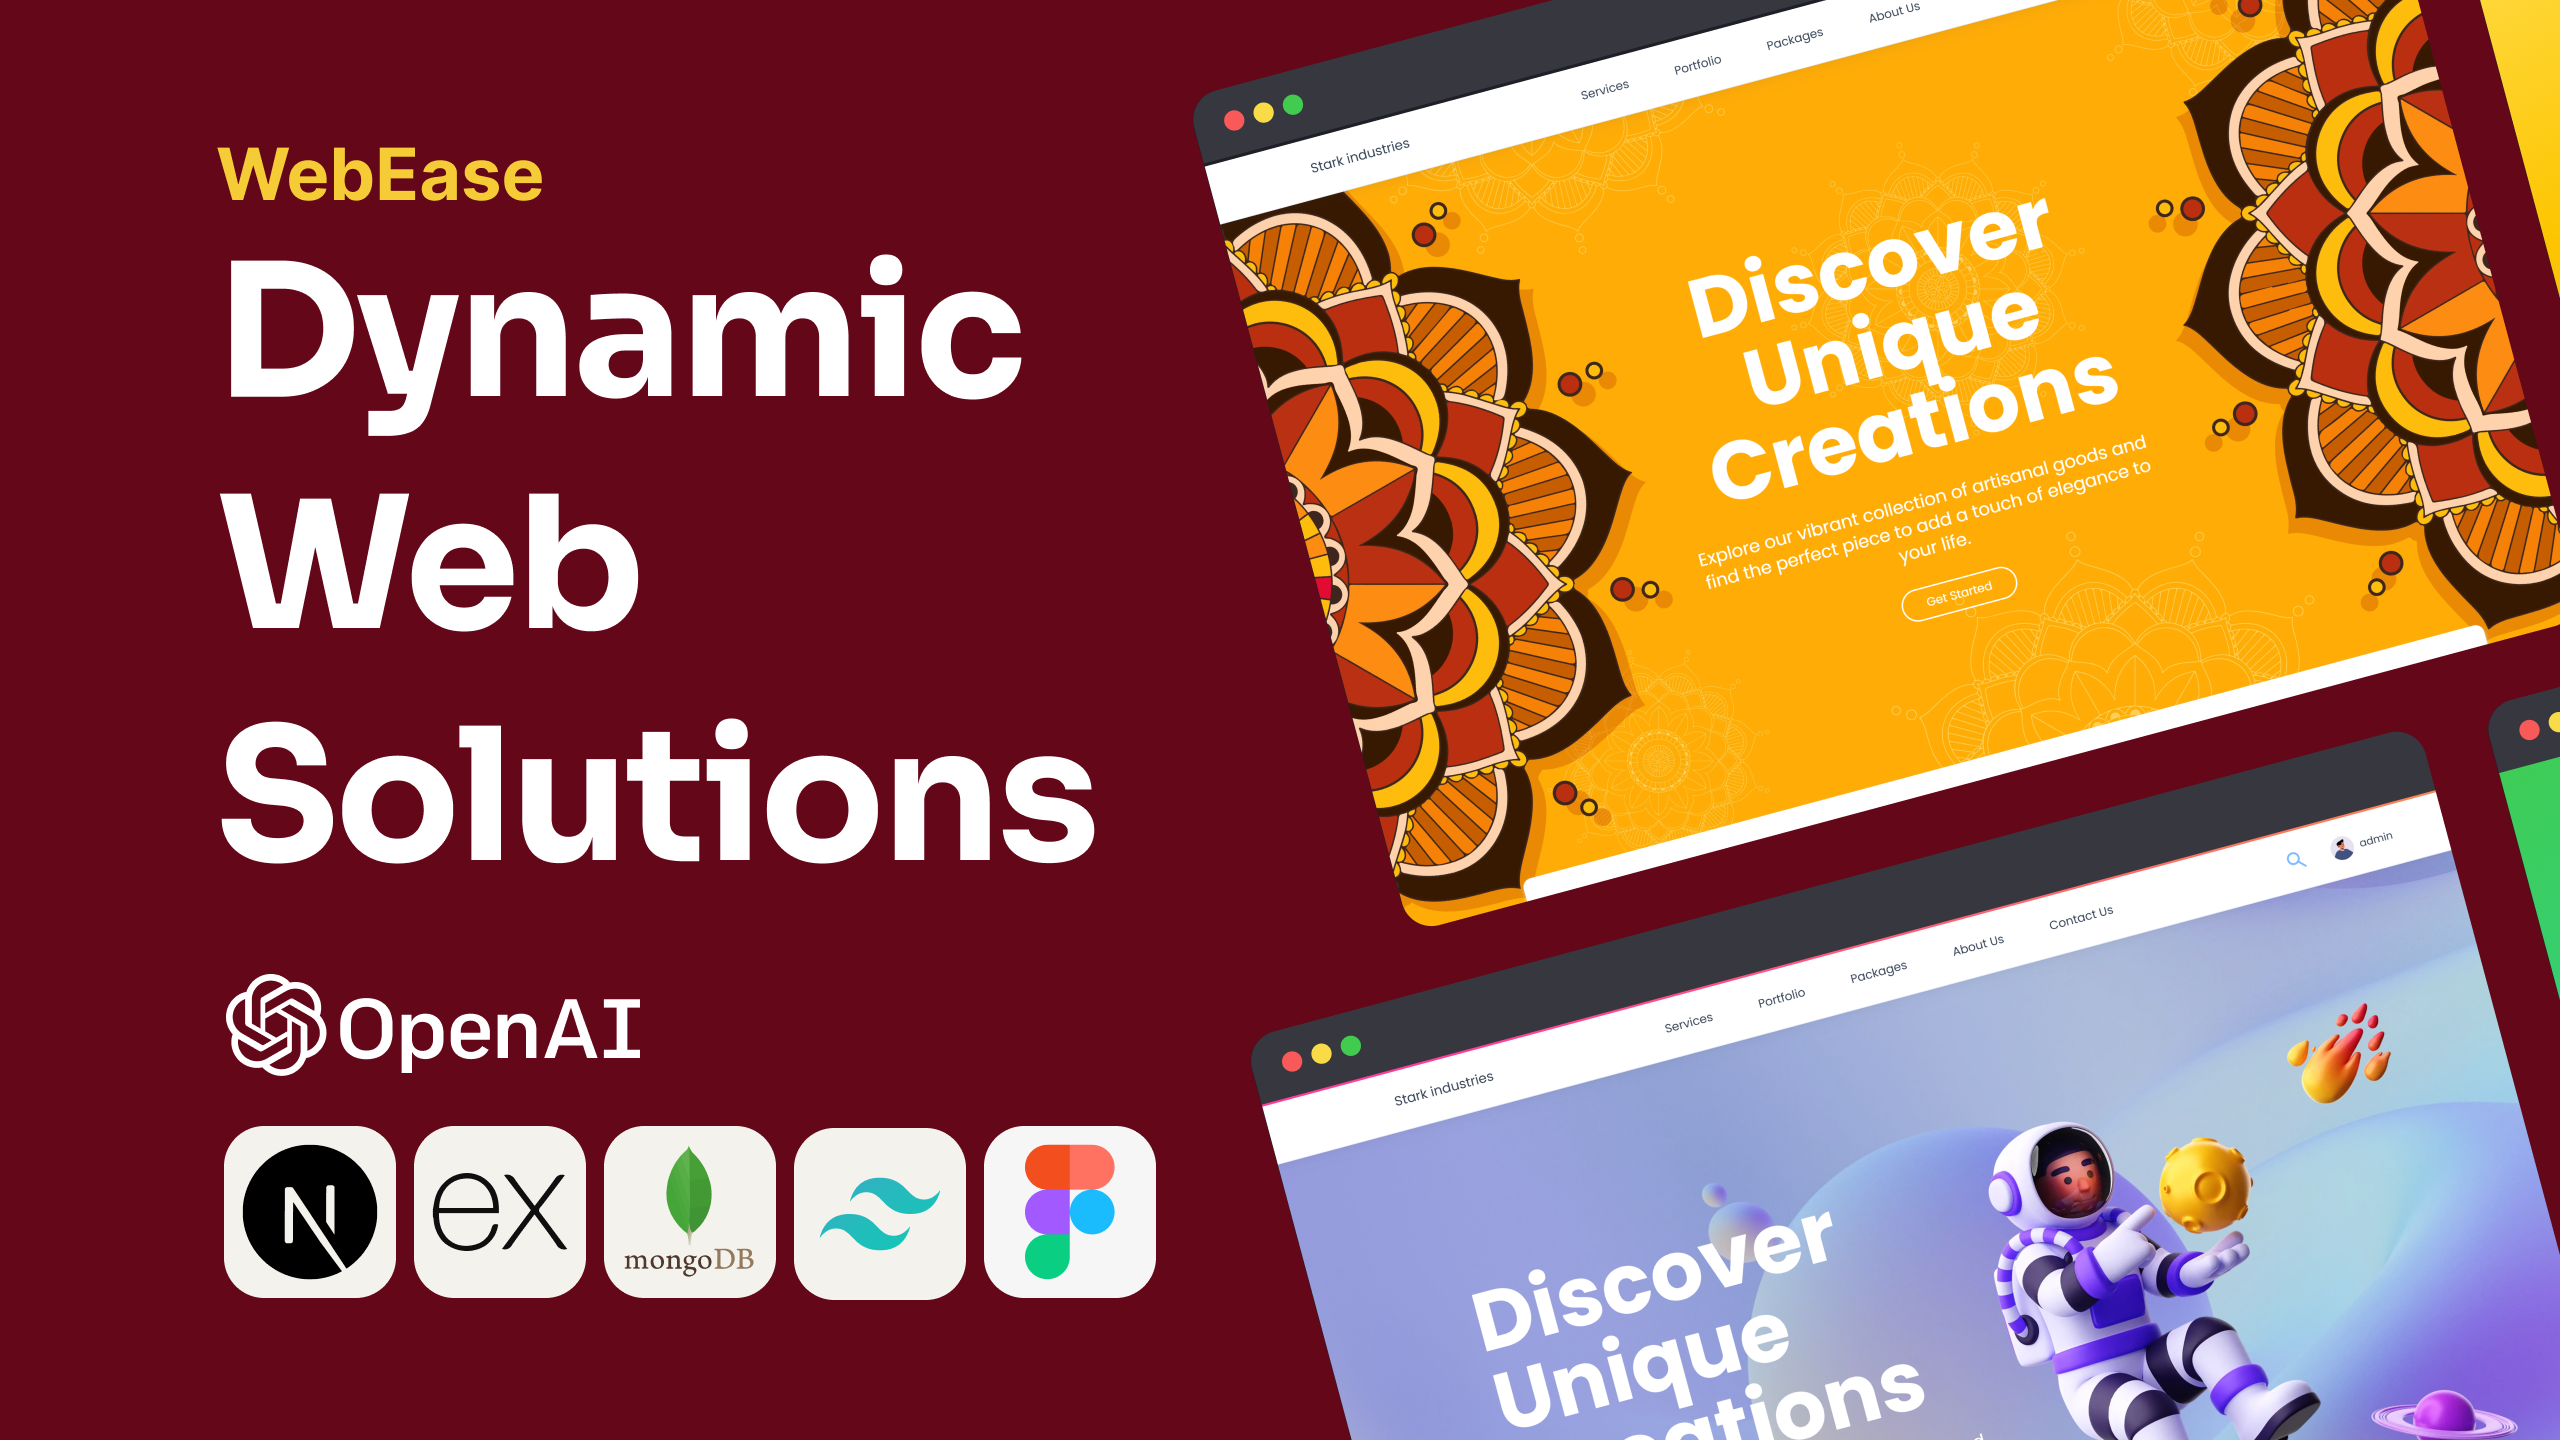 WebEase
Dynamic
Web
Solutions
OpenAI
ex
mongoDB
Stark industries
Services
Portfolio
Packages
About Us
Discover
Unique
Creations
Explore our vibrant collection of artisanal goods and
find the perfect piece to add a touch of elegance to
your life.
Get Started
Stark industries
Services
Portfolio
Packages
About Us
Contact Us
admin
Discover
Unique